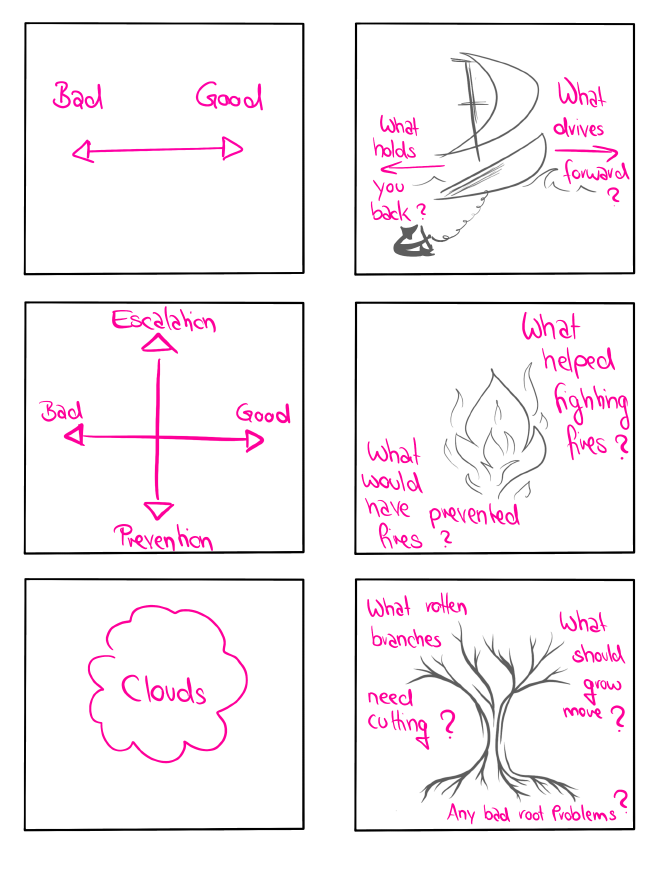 Bad
Good
What
holds
you
back?
What
drives
forward
?
Escalation
Bad
Good
Prevention
What
helped
fighting
fires?
What
would
have prevented
fires ?
Clouds
What rotten
branches
need
cutting ?
What
should
grow
move ?
Any bad root Problems ?